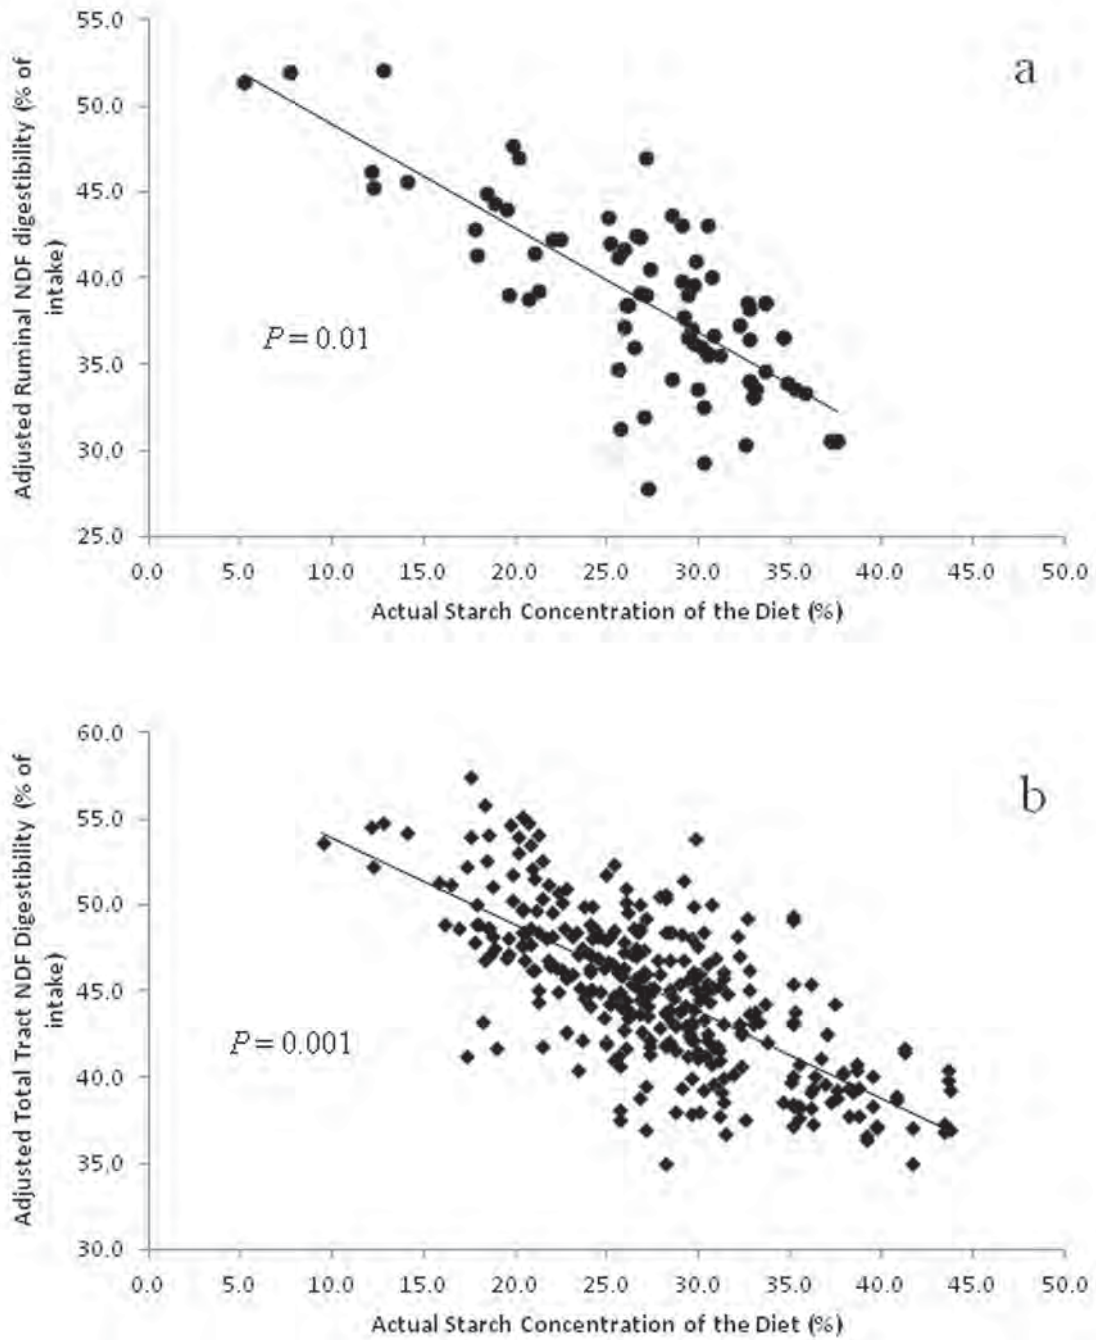 55.0
50.0
45.0
40.0
35.0
30.0
25.0
Adjusted Ruminal NDF digestibility (% of
intake)
a
P = 0.01
0.0 5.0 10.0 15.0 20.0 25.0 30.0 35.0 40.0 45.0 50.0
Actual Starch Concentration of the Diet (%)
60.0
55.0
50.0
45.0
40.0
35.0
30.0
Adjusted Total Tract NDF Digestibility (% of
intake)
b
P = 0.001
0.0 5.0 10.0 15.0 20.0 25.0 30.0 35.0 40.0 45.0 50.0
Actual Starch Concentration of the Diet (%)